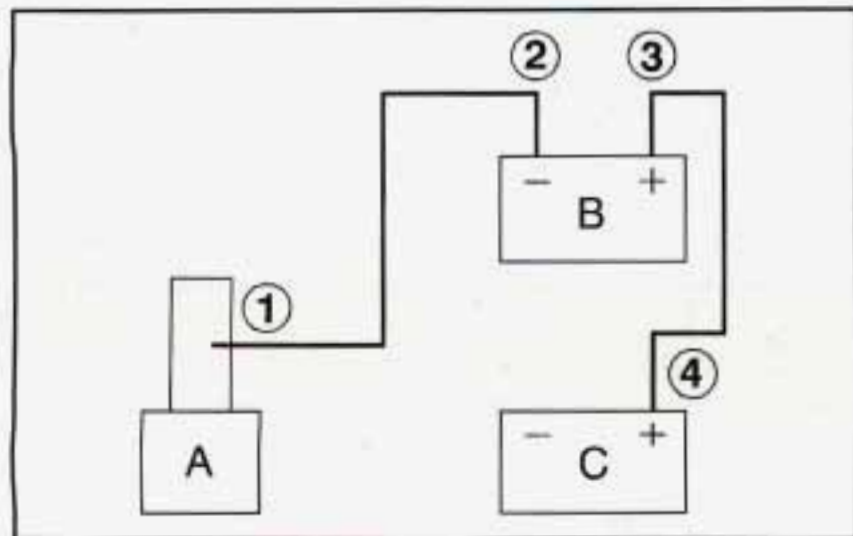 ② ③
− +
B
①
④
− +
A C